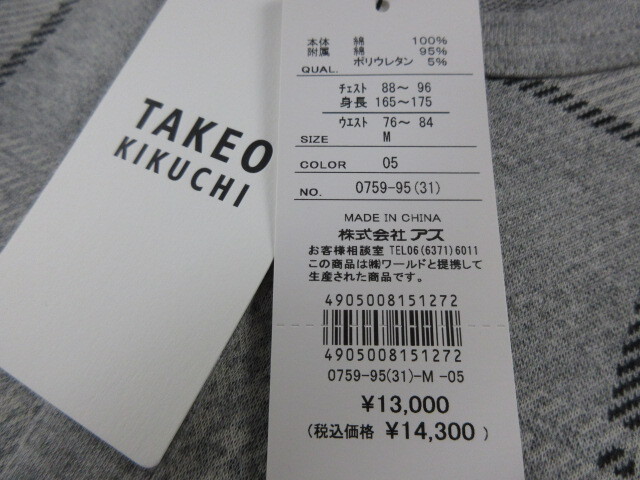 TAKEO
KIKUCHI
本体 綿 100%
附属 綿 95%
ポリウレタン 5%
QUAL.
チェスト 88〜 96
身長 165〜175
ウエスト 76〜 84
SIZE M
COLOR 05
NO. 0759-95(31)
MADE IN CHINA
株式会社 アズ
お客様相談室 TEL06(6371)6011
この商品は㈱ワールドと提携して
生産された商品です。
4905008151272
4905008151272
0759-95(31)-M -05
¥13,000
(税込価格 ¥14,300 )